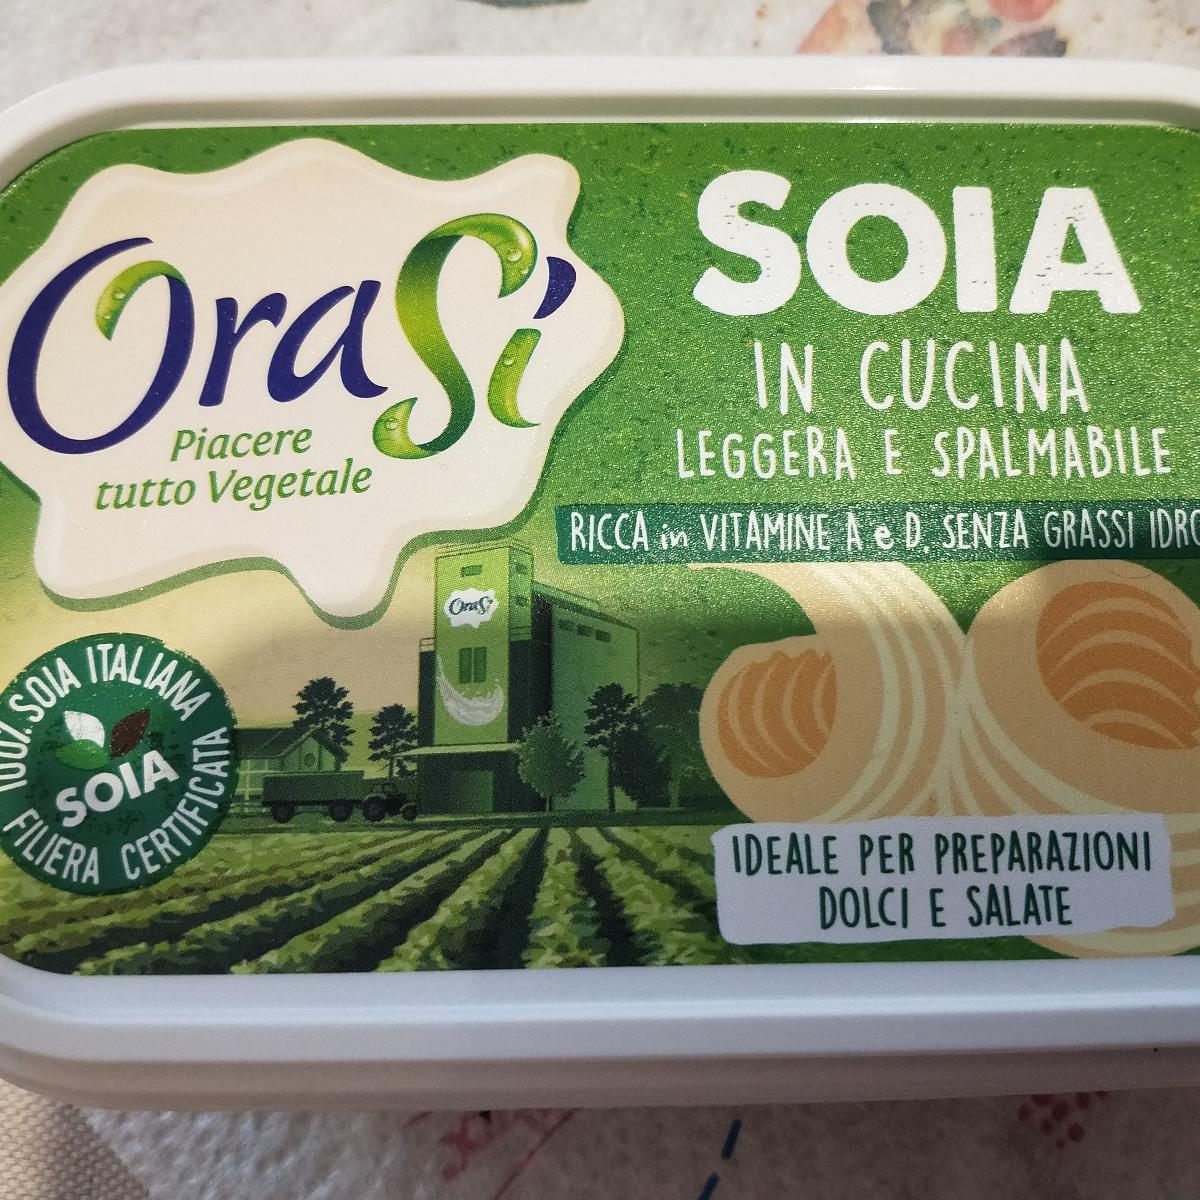 OraSì
Piacere
tutto Vegetale
SOIA
IN CUCINA
LEGGERA E SPALMABILE
RICCA in VITAMINE A e D, SENZA GRASSI IDRO
OraSì
100% SOIA ITALIANA
SOIA
FILIERA CERTIFICATA
IDEALE PER PREPARAZIONI
DOLCI E SALATE